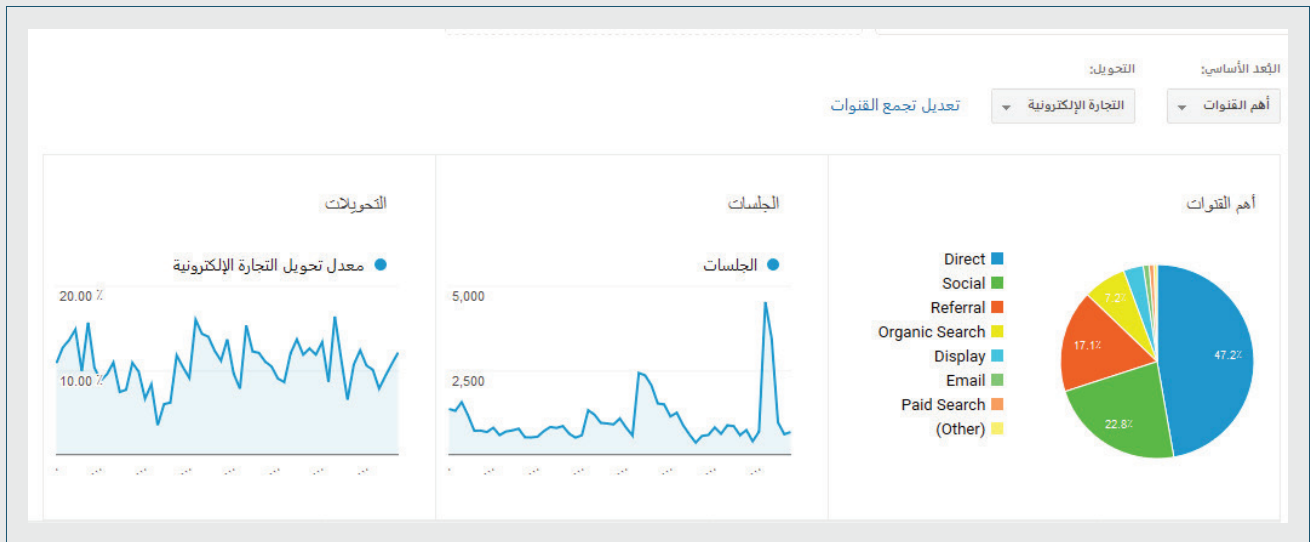 البُعد الأساسي:
التحويل:
أهم القنوات
التجارة الإلكترونية
تعديل تجمع القنوات
أهم القنوات
Direct
Social
Referral
Organic Search
Display
Email
Paid Search
(Other)
47.2٪
22.8٪
17.1٪
7.2٪
الجلسات
الجلسات
5,000
2,500
... ... ... ... ... ... ...
التحويلات
معدل تحويل التجارة الإلكترونية
20.00 ٪
10.00 ٪
... ... ... ... ... ... ...